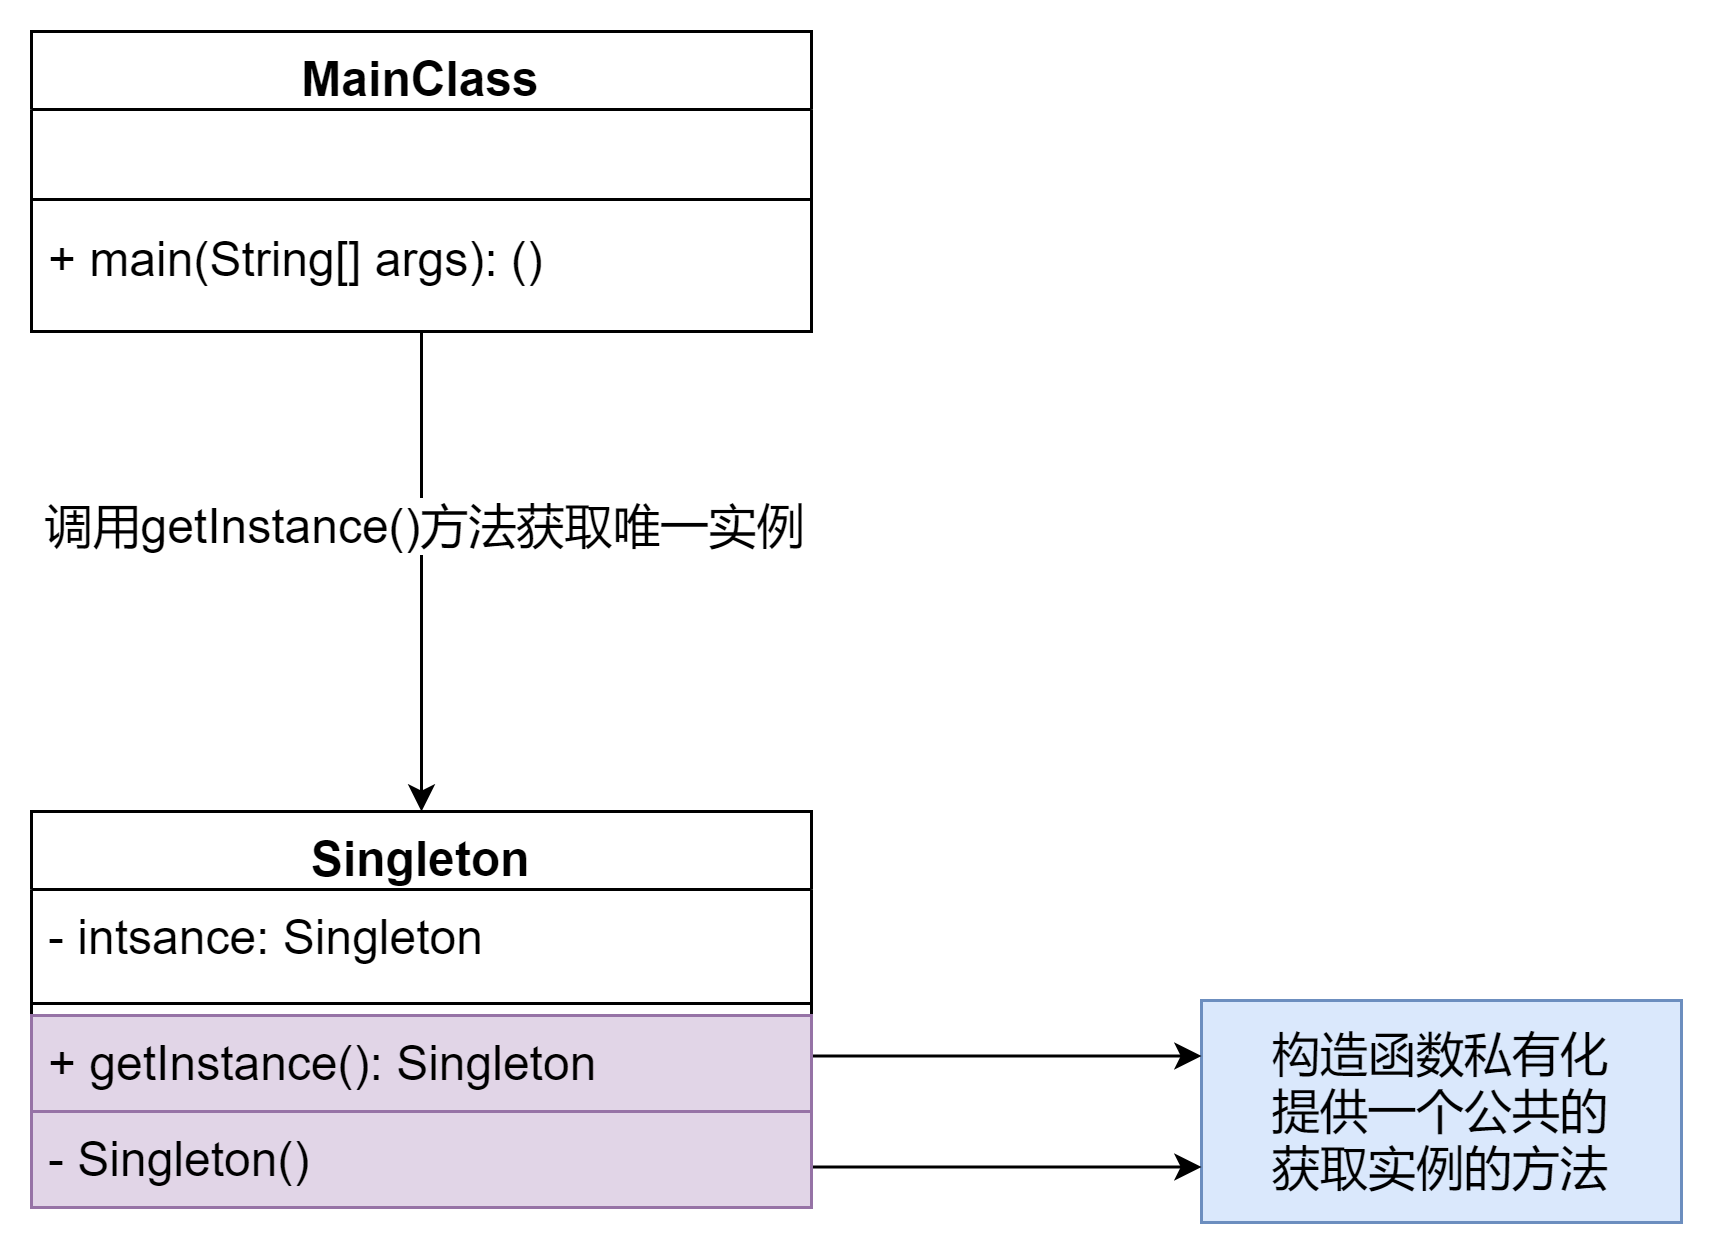 MainClass
+ main(String[] args): ()
调用getInstance()方法获取唯一实例
Singleton
- intsance: Singleton
+ getInstance(): Singleton
- Singleton()
构造函数私有化
提供一个公共的
获取实例的方法